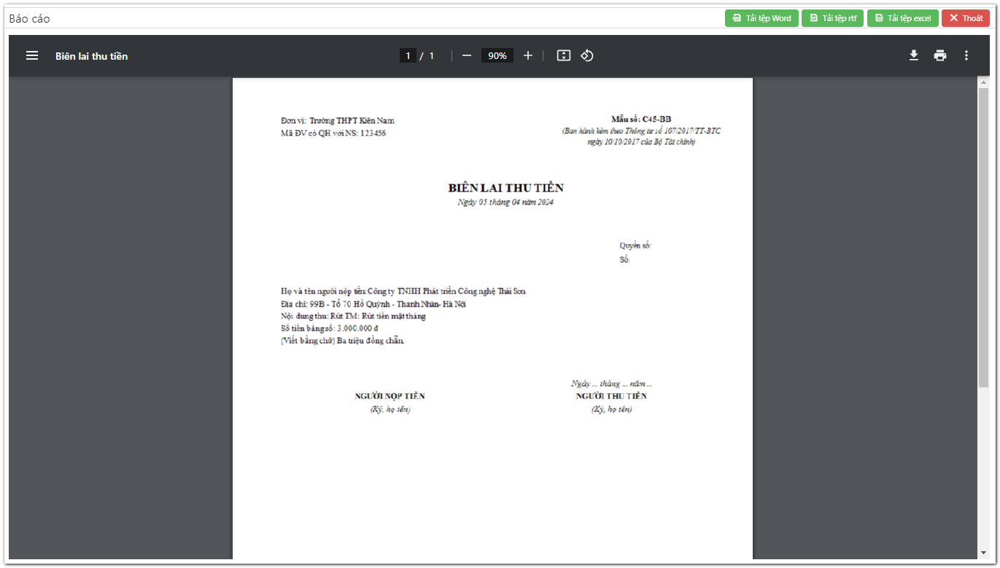 Báo cáo
Tải tệp Word
Tải tệp rtf
Tải tệp excel
Thoát
Biên lai thu tiền
1 / 1
90%
Đơn vị: Trường THPT Kiên Nam
Mã ĐV có QH với NS: 123456
Mẫu số: C45-BB
(Ban hành kèm theo Thông tư số 107/2017/TT-BTC
ngày 10/10/2017 của Bộ Tài chính)
BIÊN LAI THU TIỀN
Ngày 05 tháng 04 năm 2024
Quyển số:
Số:
Họ và tên người nộp tiền: Công ty TNHH Phát triển Công nghệ Thái Sơn
Địa chỉ: 99B - Tổ 70 Hồ Quỳnh - Thanh Nhàn- Hà Nội
Nội dung thu: Rút TM: Rút tiền mặt tháng
Số tiền bằng số: 3.000.000 đ
(Viết bằng chữ) Ba triệu đồng chẵn.
Ngày ... tháng ... năm ...
NGƯỜI NỘP TIỀN
NGƯỜI THU TIỀN
(Ký, họ tên)
(Ký, họ tên)